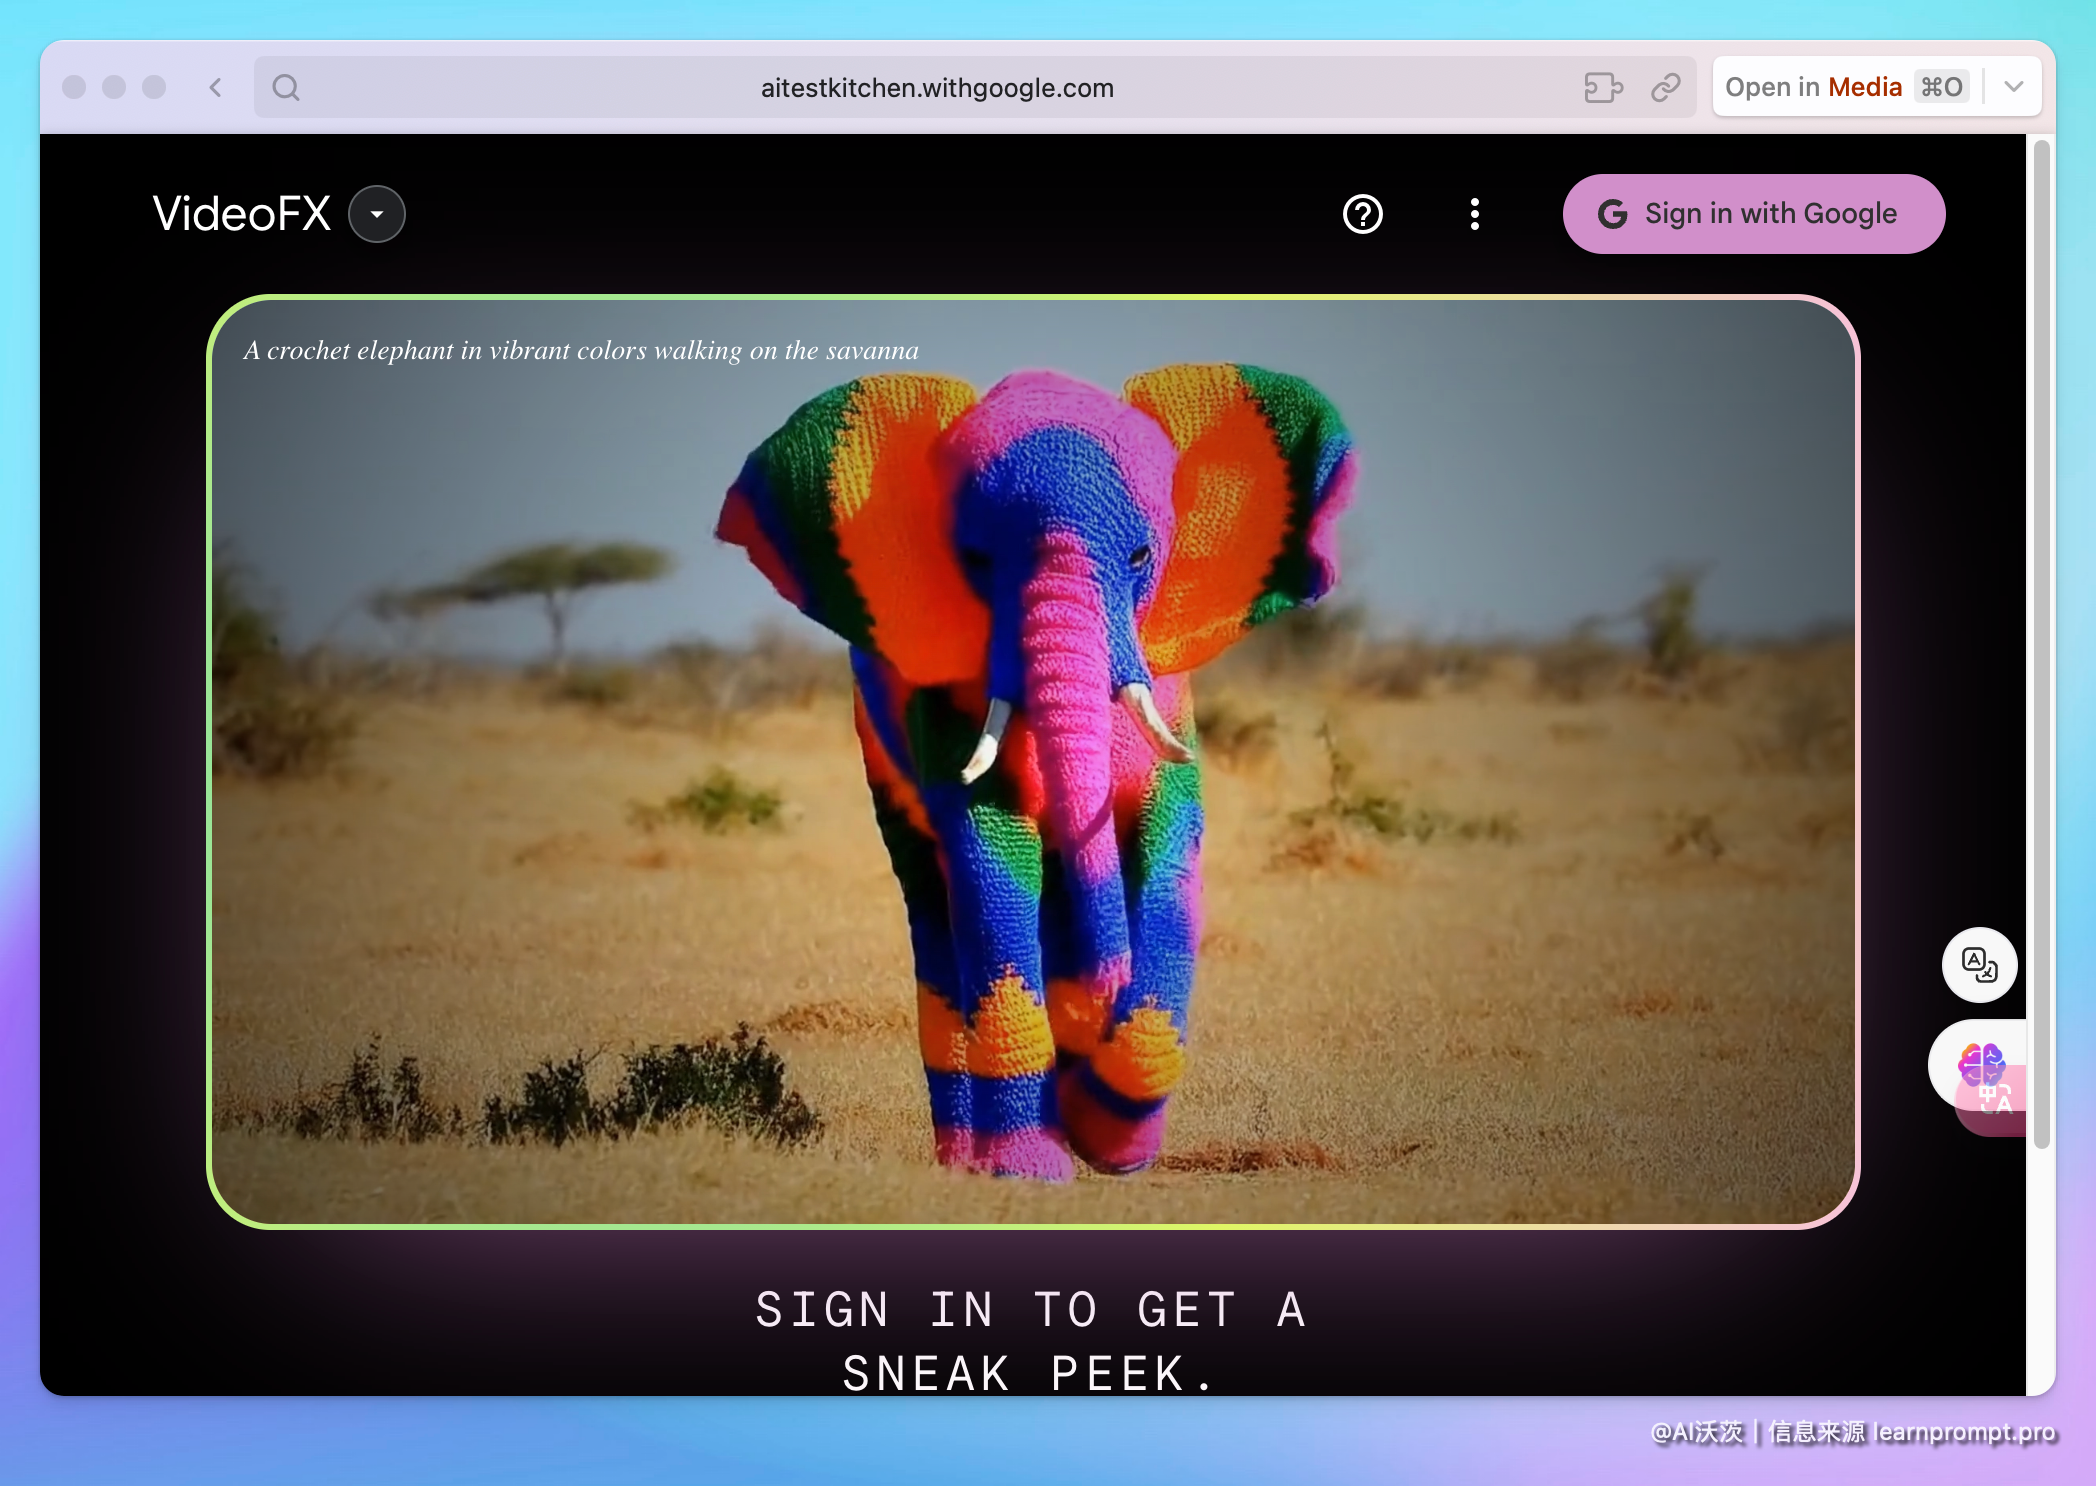 aitestkitchen.withgoogle.com
Open in Media ⌘O
VideoFX
Sign in with Google
A crochet elephant in vibrant colors walking on the savanna
SIGN IN TO GET A
SNEAK PEEK.
@AI沃茨 | 信息来源 learnprompt.pro